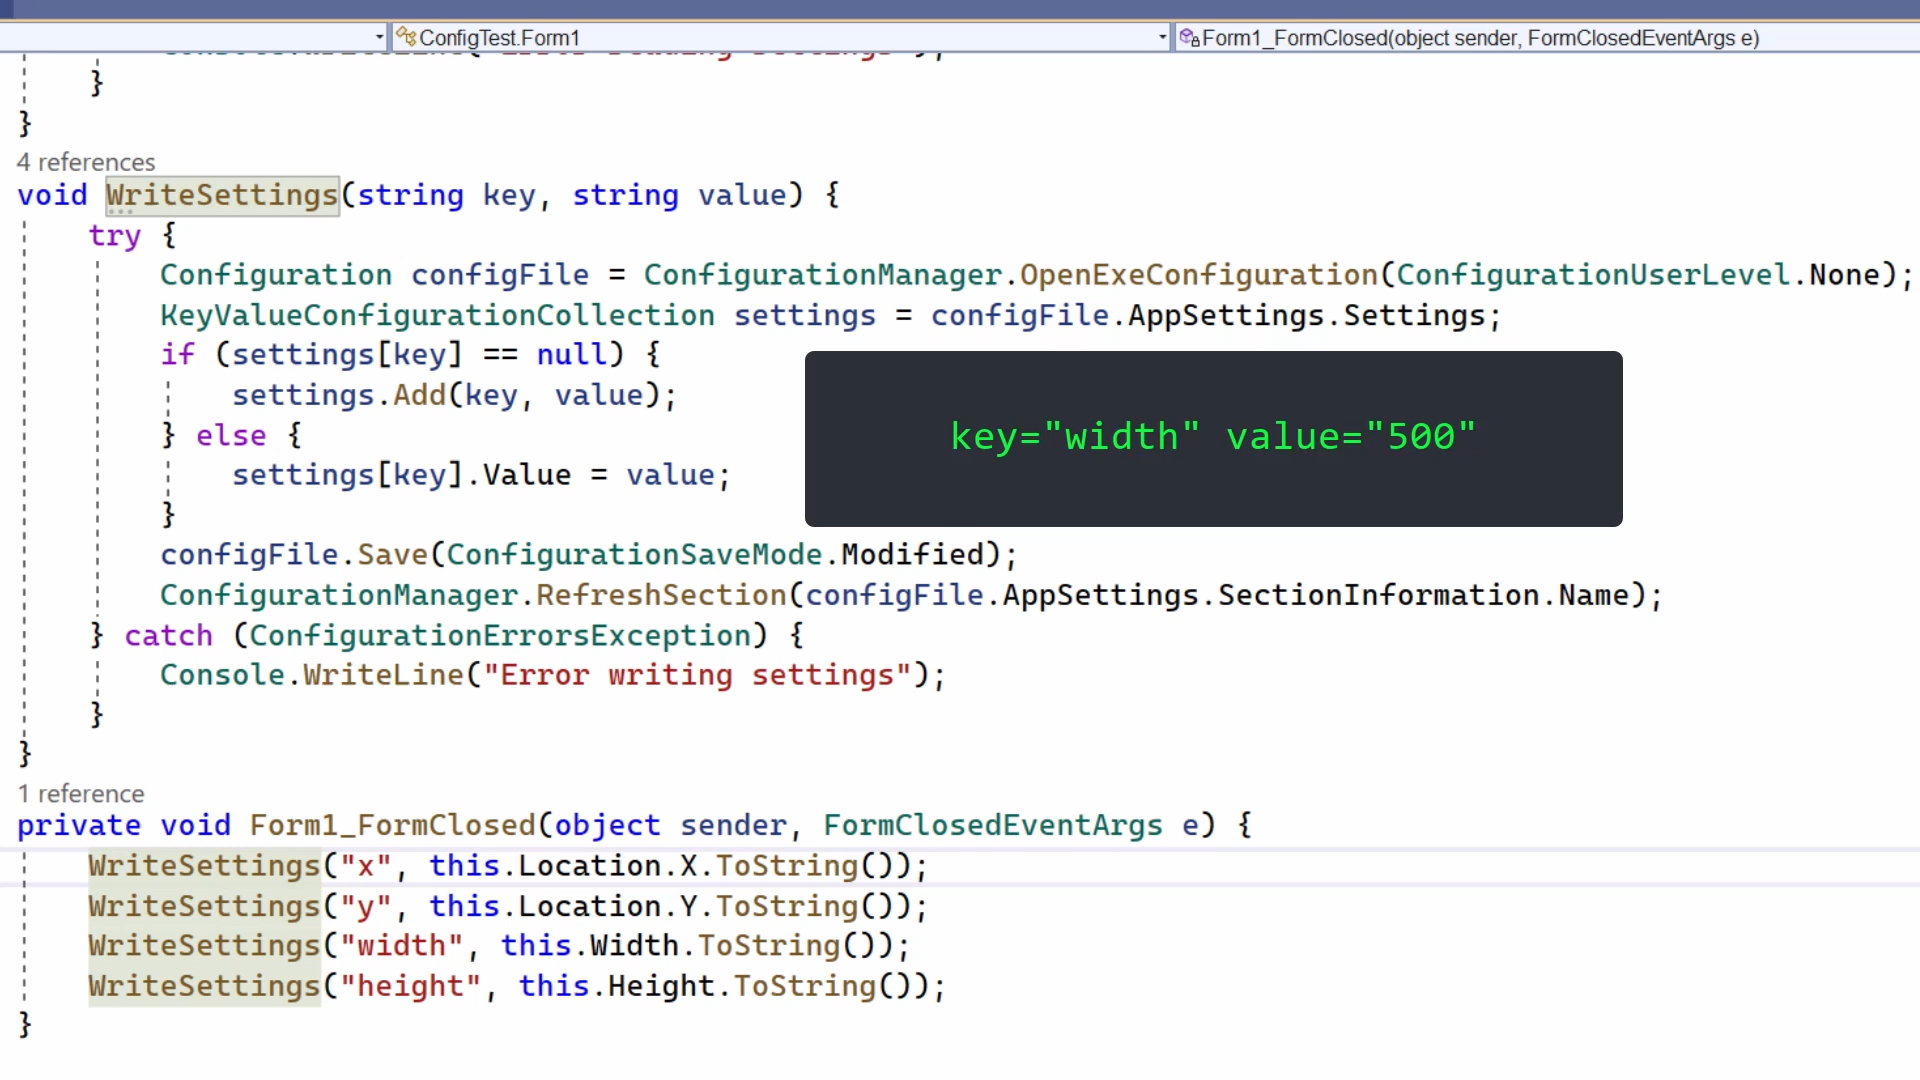 ConfigTest.Form1
Form1_FormClosed(object sender, FormClosedEventArgs e)
}
}
4 references
void WriteSettings(string key, string value) {
try {
Configuration configFile = ConfigurationManager.OpenExeConfiguration(ConfigurationUserLevel.None);
KeyValueConfigurationCollection settings = configFile.AppSettings.Settings;
if (settings[key] == null) {
settings.Add(key, value);
} else {
key="width" value="500"
settings[key].Value = value;
}
configFile.Save(ConfigurationSaveMode.Modified);
ConfigurationManager.RefreshSection(configFile.AppSettings.SectionInformation.Name);
} catch (ConfigurationErrorsException) {
Console.WriteLine("Error writing settings");
}
}
1 reference
private void Form1_FormClosed(object sender, FormClosedEventArgs e) {
WriteSettings("x", this.Location.X.ToString());
WriteSettings("y", this.Location.Y.ToString());
WriteSettings("width", this.Width.ToString());
WriteSettings("height", this.Height.ToString());
}